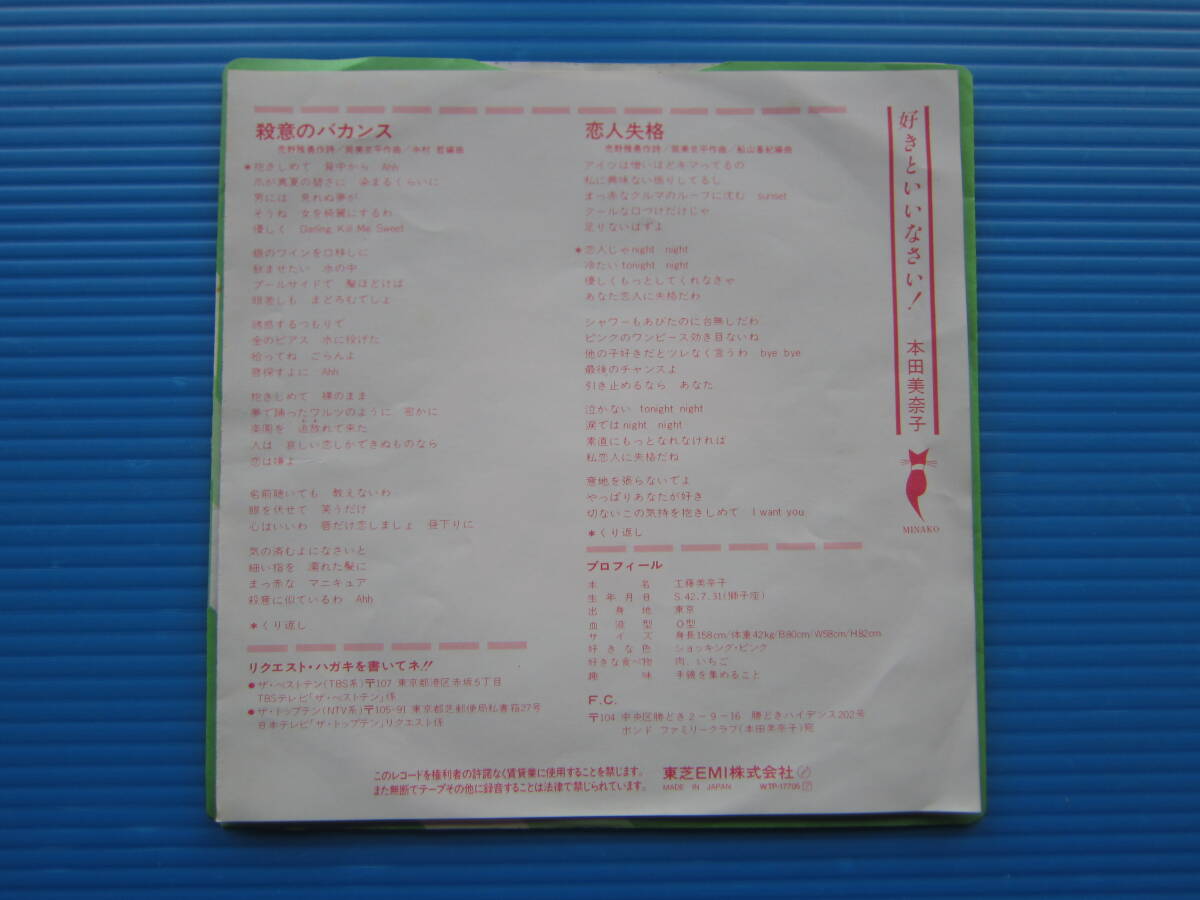 好きといいなさい!
本田美奈子
MINAKO
殺意のバカンス
売野雅勇作詩/筒美京平作曲/中村 哲編曲
*抱きしめて 背中から Ahh
爪が真夏の碧さに 染まるくらいに
男には 見れぬ夢が
そうね 女を綺麗にするわ
優しく Darling, Kill Me Sweet
銀のワインを口移しに
飲ませたい 水の中
プールサイドで 髪ほどけば
眼差しも まどろむでしょ
誘惑するつもりで
金のピアス 水に投げた
拾ってね ごらんよ
唇探すよに Ahh
抱きしめて 裸のまま
夢で踊ったワルツのように 密かに
楽園を 追放れて来た
人は 哀しい恋しかできぬものなら
恋は嫌よ
名前聴いても 教えないわ
眼を伏せて 笑うだけ
心はいいわ 唇だけ恋しましょ 昼下りに
気の済むよになさいと
細い指を 濡れた髪に
まっ赤な マニキュア
殺意に似ているわ Ahh
*くり返し
リクエスト・ハガキを書いてネ!!
●ザ・ベストテン(TBS系)〒107 東京都港区赤坂5丁目
TBSテレビ「ザ・ベストテン」係
●ザ・トップテン(NTV系)〒105-91 東京都芝郵便局私書箱27号
日本テレビ「ザ・トップテン」リクエスト係
恋人失格
売野雅勇作詩/筒美京平作曲/船山基紀編曲
アイツは憎いほどキマってるの
私に興味ない振りしてるし
まっ赤なクルマのルーフに沈む sunset
クールな口づけだけじゃ
足りないはずよ
*恋人じゃnight night
冷たいtonight night
優しくもっとしてくれなきゃ
あなた恋人に失格だわ
シャワーもあびたのに台無しだわ
ピンクのワンピース効き目ないね
他の子好きだとツレなく言うわ bye bye
最後のチャンスよ
引き止めるなら あなた
泣かない tonight night
涙ではnight night
素直にもっとなれなければ
私恋人に失格だね
意地を張らないでよ
やっぱりあなたが好き
切ないこの気持を抱きしめて I want you
*くり返し
プロフィール
本名 工藤美奈子
生年月日 S.42.7.31(獅子座)
出身地 東京
血液型 O型
サイズ 身長158cm/体重42kg/B80cm/W58cm/H82cm
好きな色 ショッキング・ピンク
好きな食べ物 肉、いちご
趣味 手鏡を集めること
F.C.
〒104 中央区勝どき2-9-16 勝どきハイデンス202号
ボンド ファミリークラブ(本田美奈子)宛
このレコードを権利者の許諾なく賃貸業に使用することを禁じます。
また無断でテープその他に録音することは法律で禁じられています。
東芝EMI株式会社
MADE IN JAPAN WTP-17705